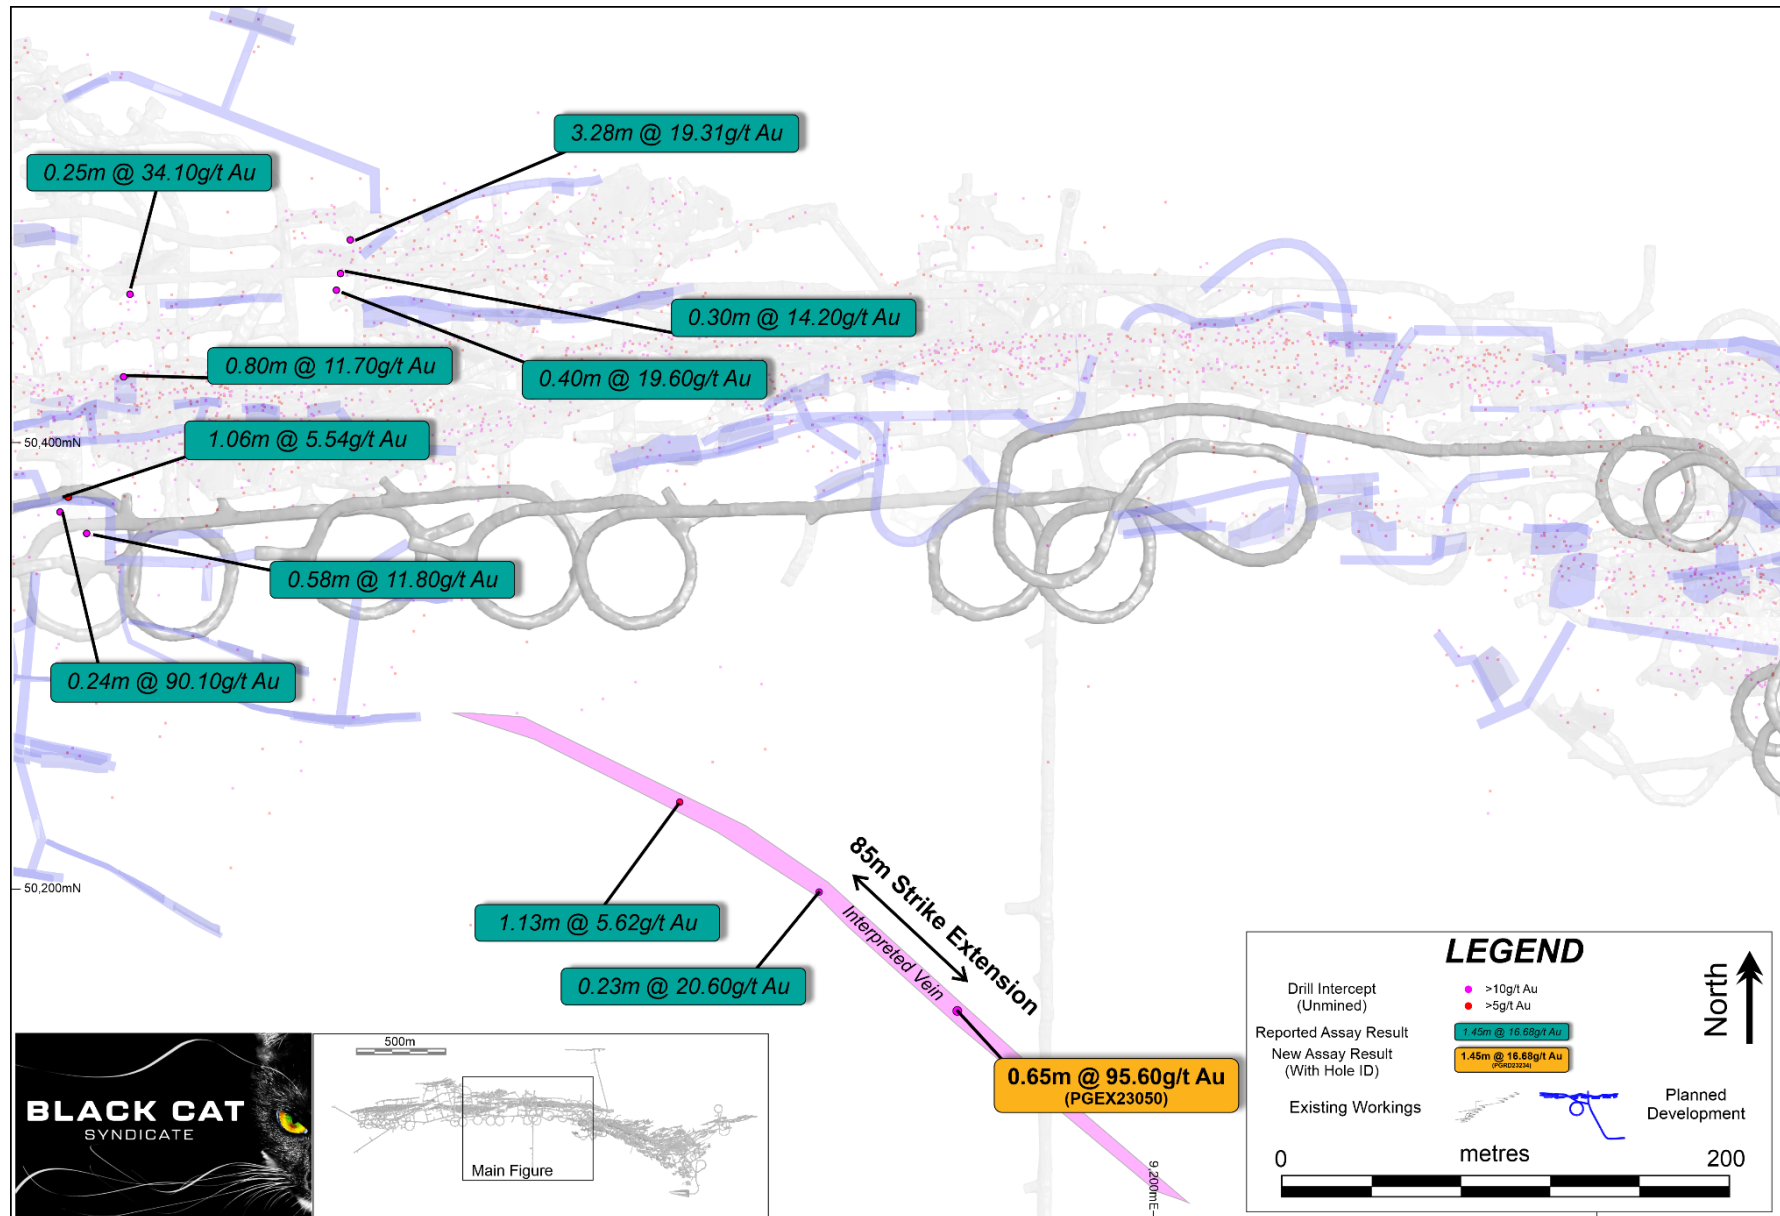 3.28m @ 19.31g/t Au
0.25m @ 34.10g/t Au
0.30m @ 14.20g/t Au
0.80m @ 11.70g/t Au
0.40m @ 19.60g/t Au
1.06m @ 5.54g/t Au
50,400mN
0.58m @ 11.80g/t Au
0.24m @ 90.10g/t Au
50,200mN
85m Strike Extension
Interpreted Vein
1.13m @ 5.62g/t Au
0.23m @ 20.60g/t Au
0.65m @ 95.60g/t Au
(PGEX23050)
9,200mE
BLACK CAT
SYNDICATE
500m
Main Figure
LEGEND
Drill Intercept
(Unmined)
>10g/t Au
>5g/t Au
Reported Assay Result
1.45m @ 16.68g/t Au
New Assay Result
(With Hole ID)
1.45m @ 16.68g/t Au
(PGRD23234)
Existing Workings
Planned
Development
North
0
metres
200